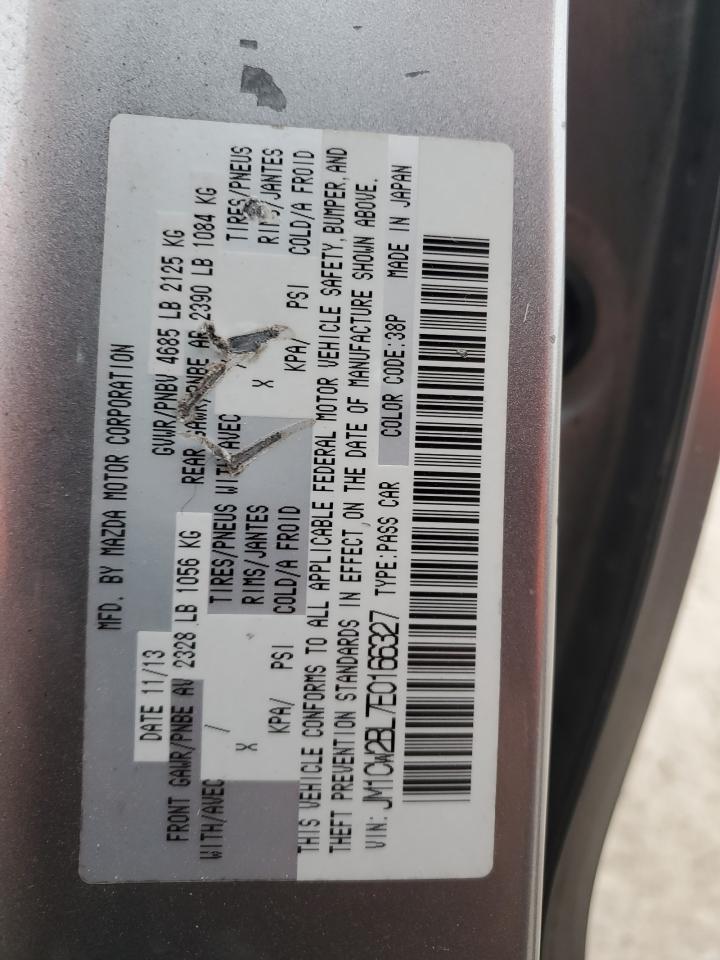 MFD. BY MAZDA MOTOR CORPORATION
DATE 11/13 GVWR/PNBV 4685 LB 2125 KG
FRONT GAWR/PNBE AV 2328 LB 1056 KG REAR GAWR/PNBE AR 2390 LB 1084 KG
WITH/AVEC / TIRES/PNEUS WITH/AVEC / TIRES/PNEUS
X RIMS/JANTES X RIMS/JANTES
KPA/ PSI COLD/A FROID KPA/ PSI COLD/A FROID
THIS VEHICLE CONFORMS TO ALL APPLICABLE FEDERAL MOTOR VEHICLE SAFETY, BUMPER, AND
THEFT PREVENTION STANDARDS IN EFFECT ON THE DATE OF MANUFACTURE SHOWN ABOVE.
VIN: JM1CW2BL7E0166327 TYPE:PASS CAR COLOR CODE:38P MADE IN JAPAN